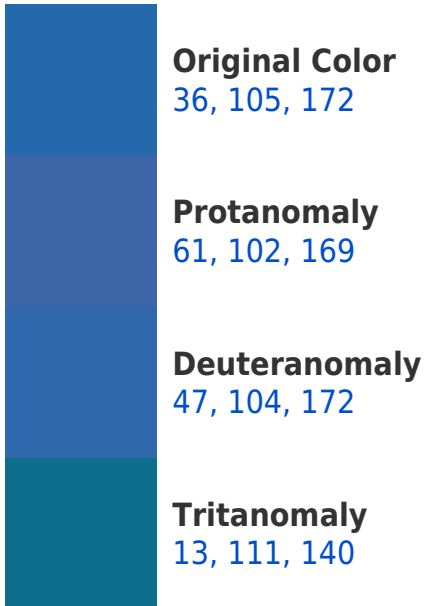 Original Color
36, 105, 172
Protanomaly
61, 102, 169
Deuteranomaly
47, 104, 172
Tritanomaly
13, 111, 140